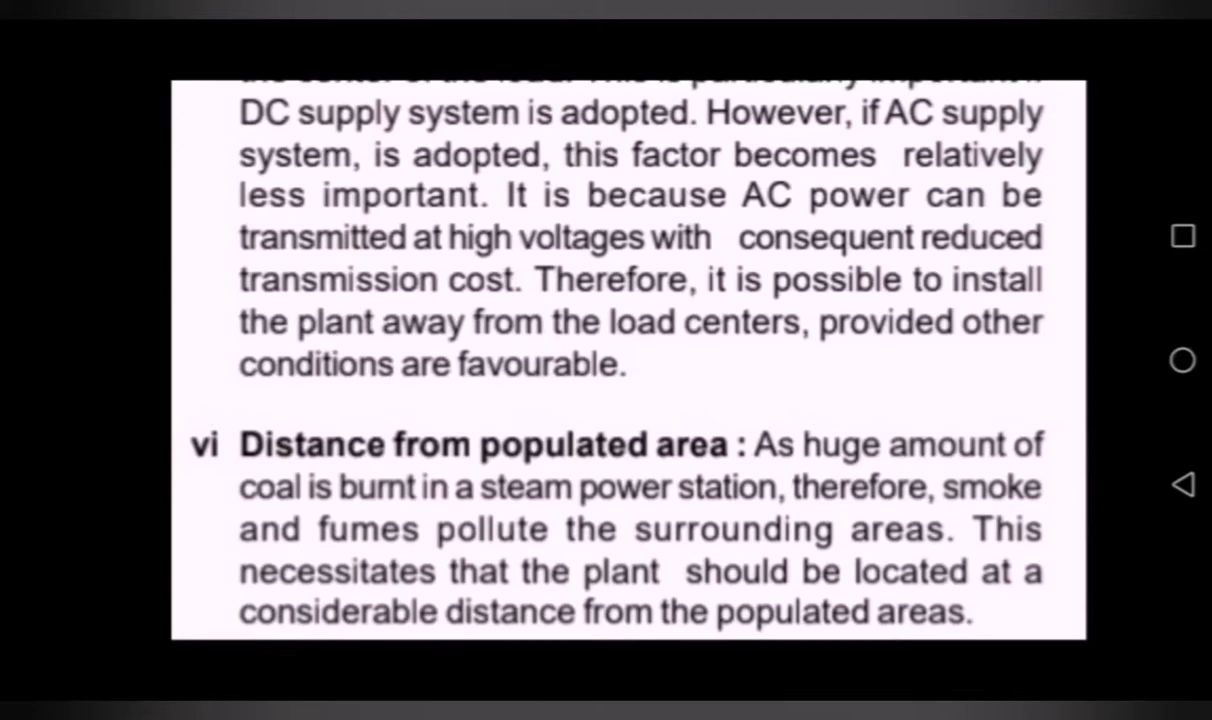 DC supply system is adopted. However, if AC supply
system, is adopted, this factor becomes relatively
less important. It is because AC power can be
transmitted at high voltages with consequent reduced
transmission cost. Therefore, it is possible to install
the plant away from the load centers, provided other
conditions are favourable.
vi Distance from populated area : As huge amount of
coal is burnt in a steam power station, therefore, smoke
and fumes pollute the surrounding areas. This
necessitates that the plant should be located at a
considerable distance from the populated areas.